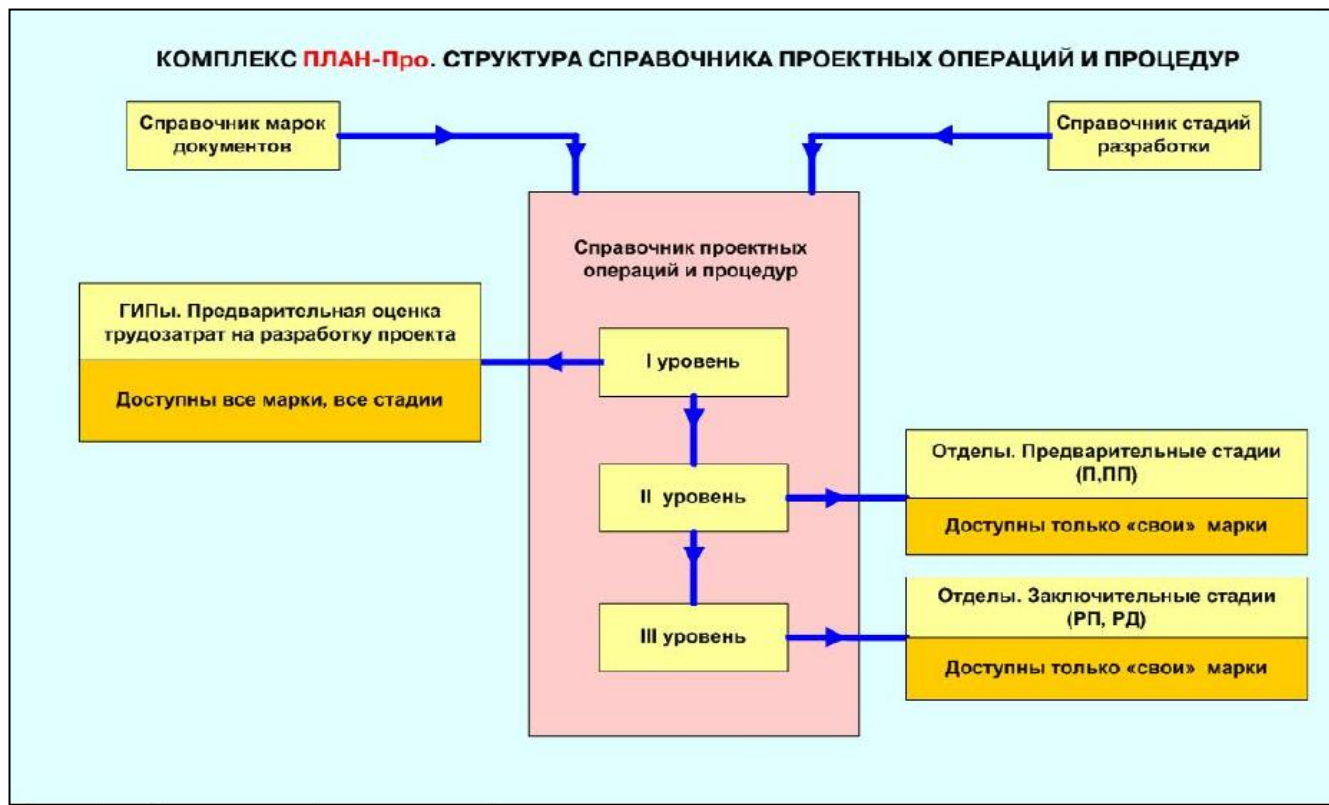 КОМПЛЕКС ПЛАН-Про. СТРУКТУРА СПРАВОЧНИКА ПРОЕКТНЫХ ОПЕРАЦИЙ И ПРОЦЕДУР
Справочник марок
документов
Справочник стадий
разработки
Справочник проектных
операций и процедур
ГИПы. Предварительная оценка
трудозатрат на разработку проекта
Доступны все марки, все стадии
I уровень
II уровень
Отделы. Предварительные стадии
(П,ПП)
Доступны только «свои» марки
III уровень
Отделы. Заключительные стадии
(РП, РД)
Доступны только «свои» марки